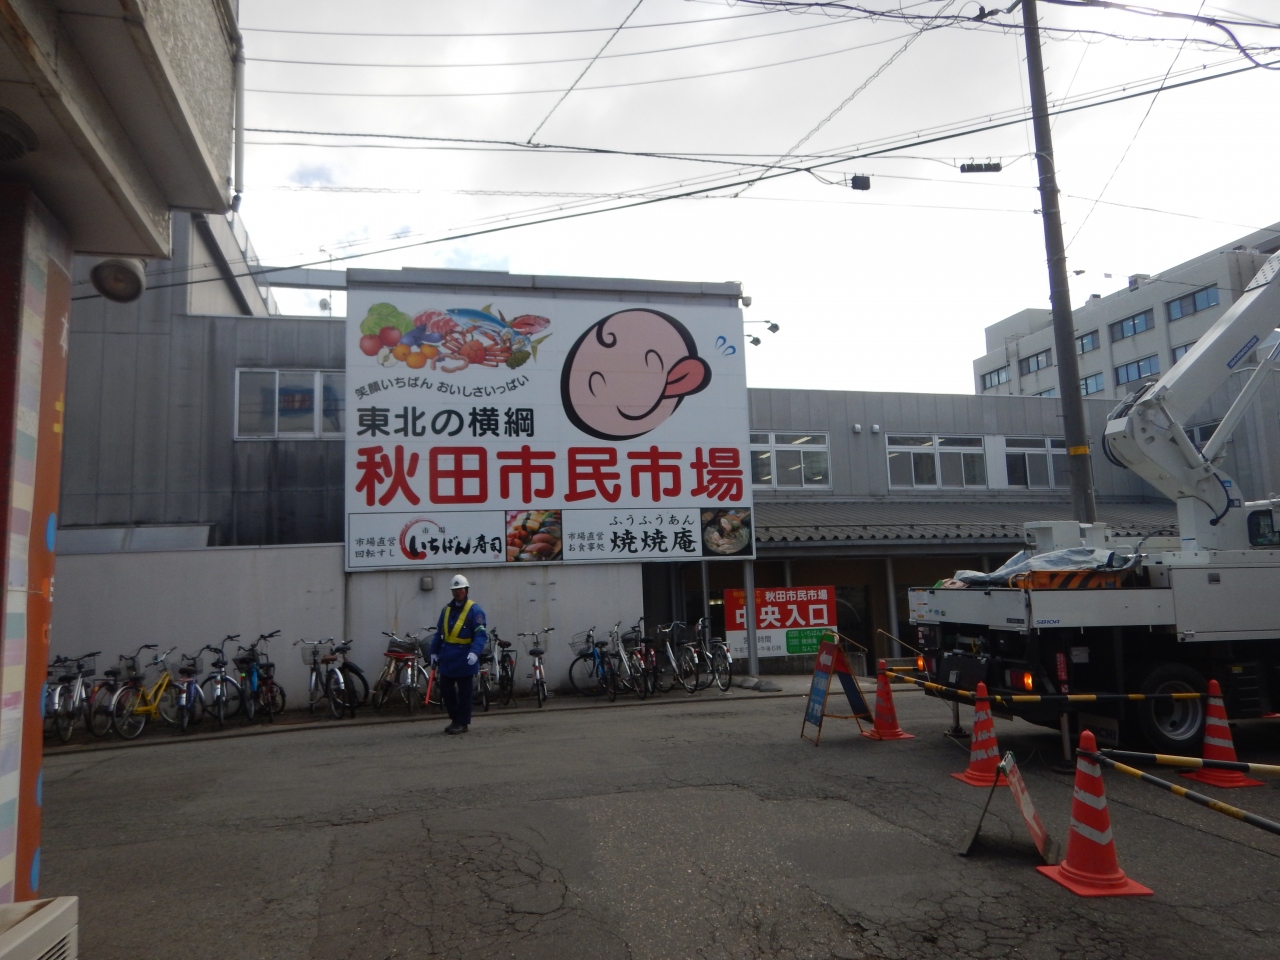 笑顔いちばん おいしさいっぱい
東北の横綱
秋田市民市場
市場直営
回転すし
市場
いちばん寿司
市場直営
お食事処
ふうふうあん
焼焼庵
秋田市民市場
中央入口